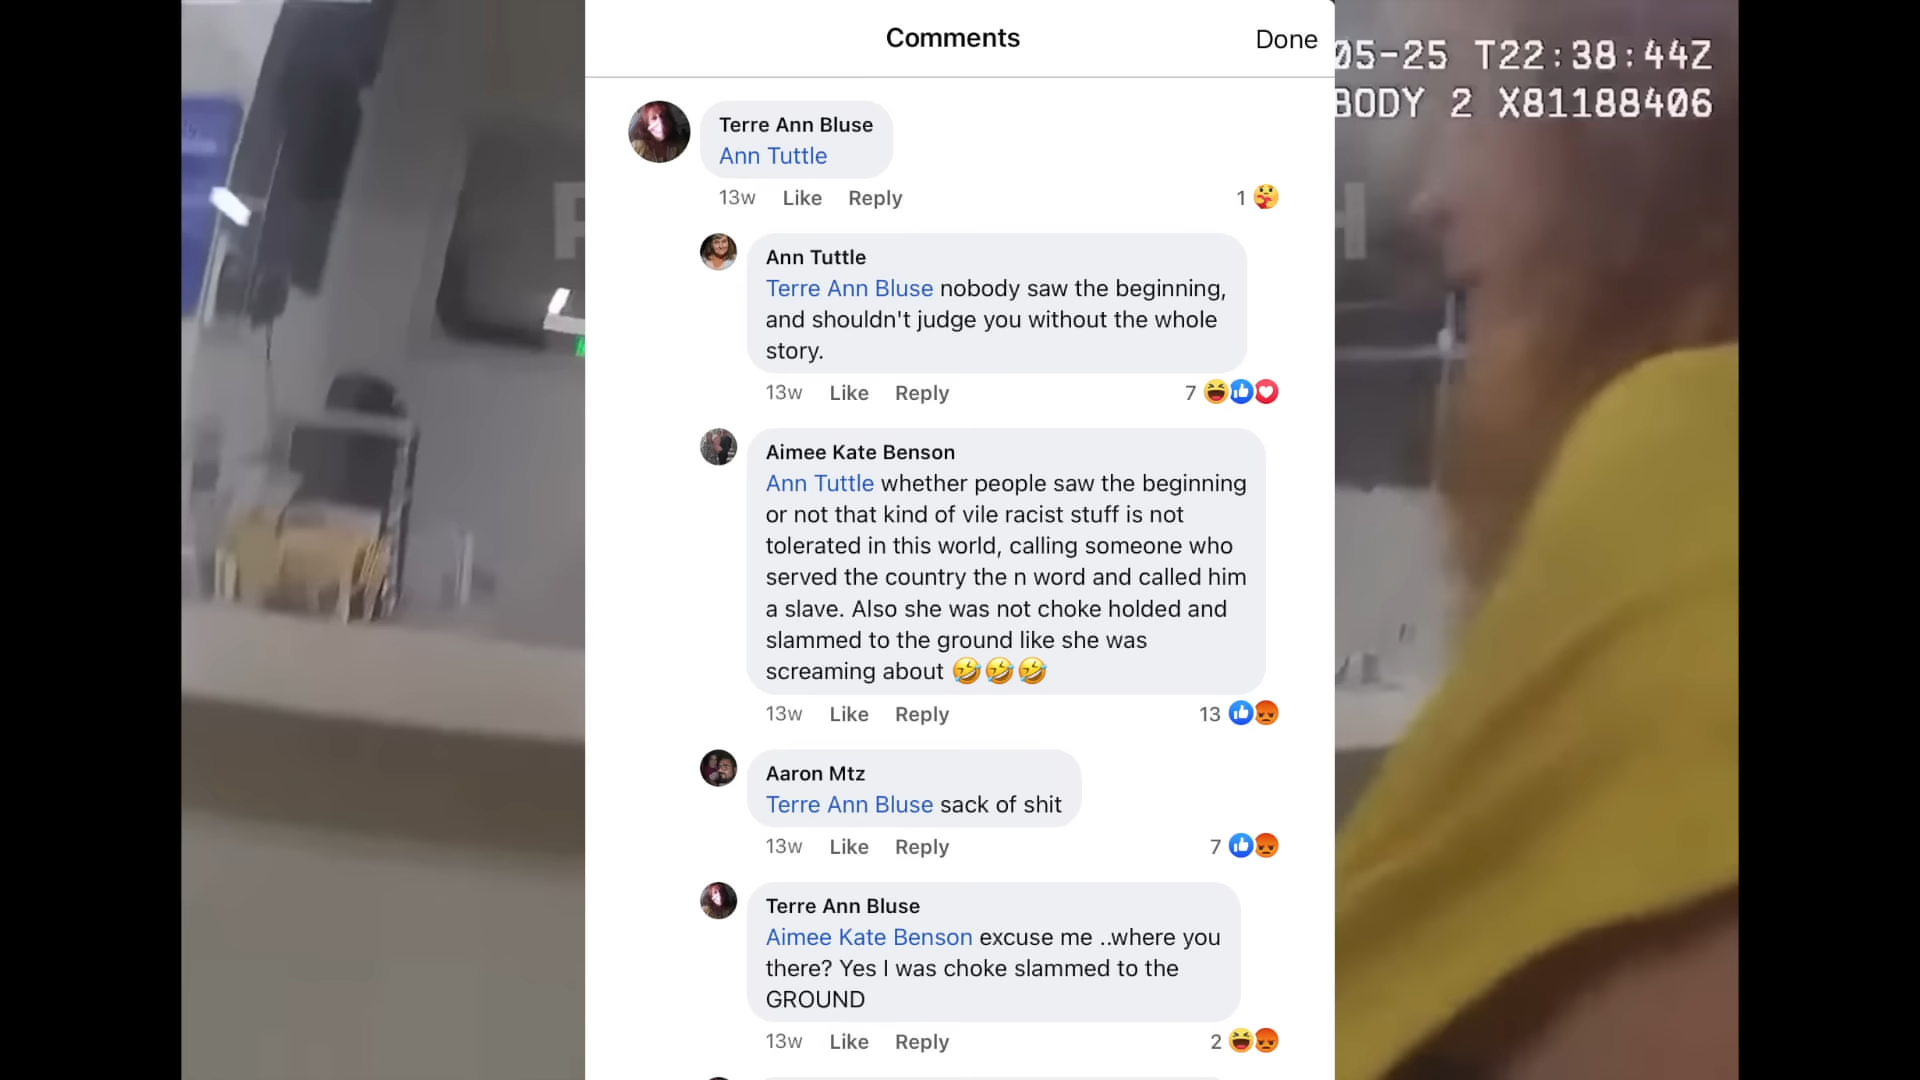 Comments
Done
05-25 T22:38:44Z
BODY 2 X81188406
Terre Ann Bluse
Ann Tuttle
13w Like Reply 1
Ann Tuttle
Terre Ann Bluse nobody saw the beginning,
and shouldn't judge you without the whole
story.
13w Like Reply 7
Aimee Kate Benson
Ann Tuttle whether people saw the beginning
or not that kind of vile racist stuff is not
tolerated in this world, calling someone who
served the country the n word and called him
a slave. Also she was not choke holded and
slammed to the ground like she was
screaming about 🤣🤣🤣
13w Like Reply 13
Aaron Mtz
Terre Ann Bluse sack of shit
13w Like Reply 7
Terre Ann Bluse
Aimee Kate Benson excuse me ..where you
there? Yes I was choke slammed to the
GROUND
13w Like Reply 2